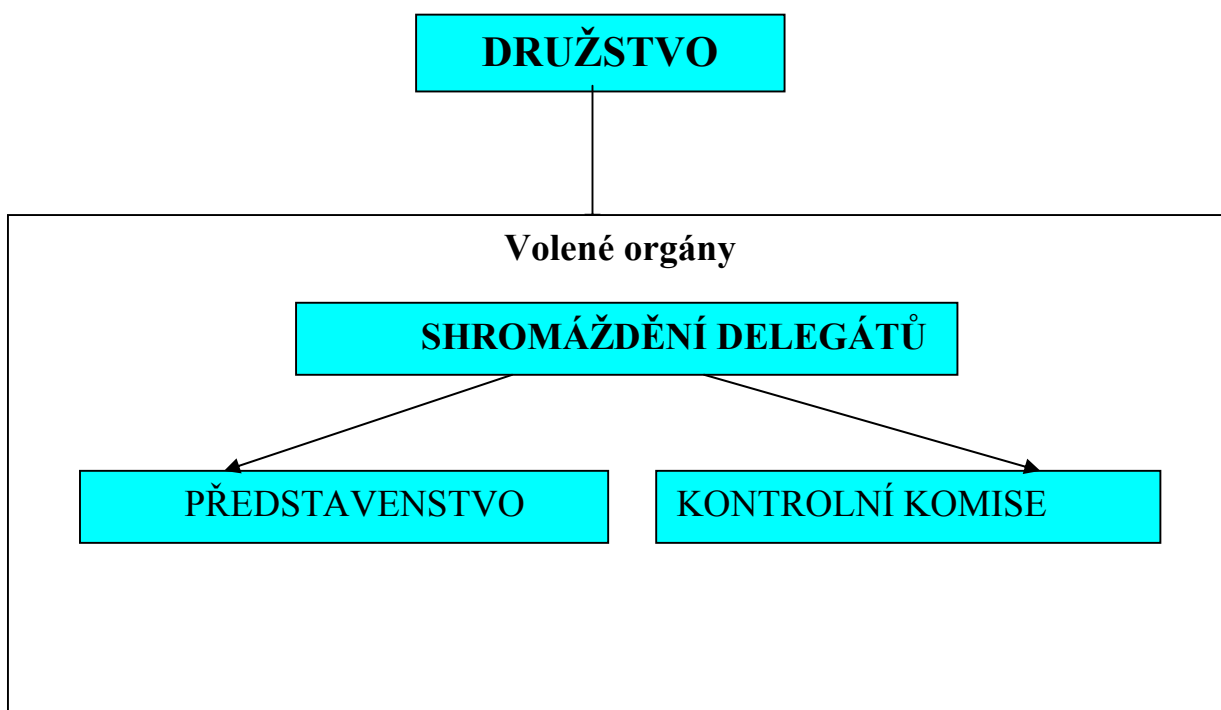 DRUŽSTVO
Volené orgány
SHROMÁŽDĚNÍ DELEGÁTŮ
PŘEDSTAVENSTVO
KONTROLNÍ KOMISE